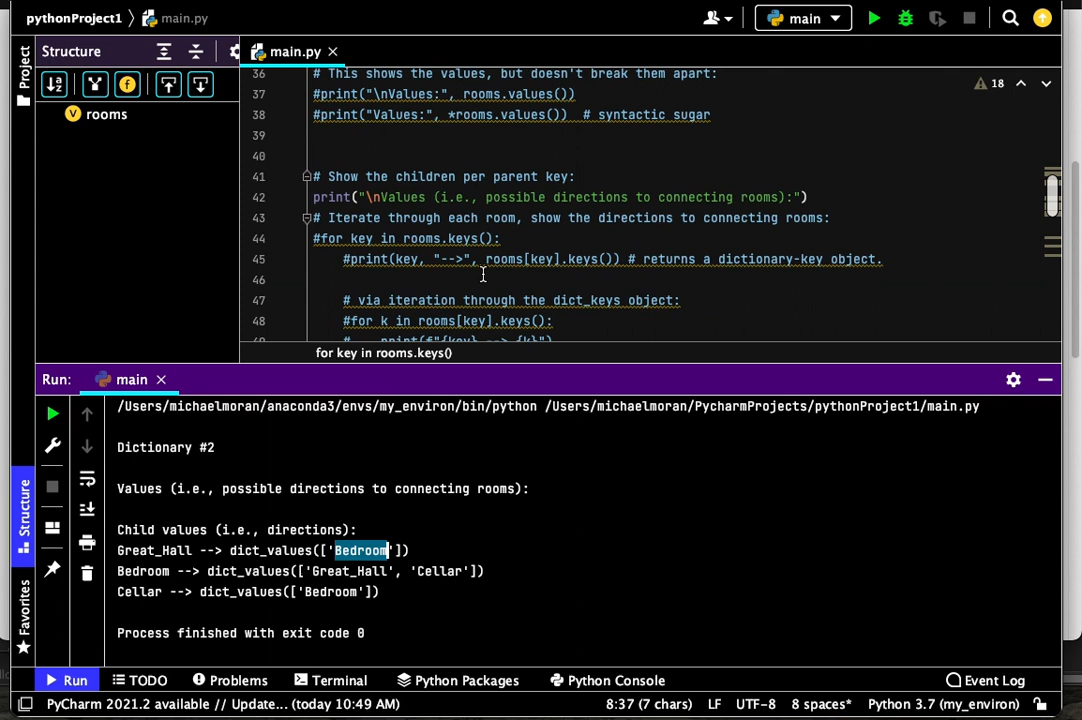 pythonProject1 main.py
main
Structure
main.py
Project
rooms
18
36 # This shows the values, but doesn't break them apart:
37 #print("\nValues:", rooms.values())
38 #print("Values:", *rooms.values())  # syntactic sugar
39
40
41 # Show the children per parent key:
42 print("\nValues (i.e., possible directions to connecting rooms):")
43 # Iterate through each room, show the directions to connecting rooms:
44 #for key in rooms.keys():
45 #print(key, "-->", rooms[key].keys()) # returns a dictionary-key object.
46
47 # via iteration through the dict_keys object:
48 #for k in rooms[key].keys():
# print(f"{key} --> {k}")
for key in rooms.keys()
Run: main
/Users/michaelmoran/anaconda3/envs/my_environ/bin/python /Users/michaelmoran/PycharmProjects/pythonProject1/main.py
Dictionary #2
Values (i.e., possible directions to connecting rooms):
Child values (i.e., directions):
Great_Hall --> dict_values(['Bedroom'])
Bedroom --> dict_values(['Great_Hall', 'Cellar'])
Cellar --> dict_values(['Bedroom'])
Process finished with exit code 0
Structure
Favorites
Run TODO Problems Terminal Python Packages Python Console Event Log
PyCharm 2021.2 available // Update... (today 10:49 AM) 8:37 (7 chars) LF UTF-8 8 spaces* Python 3.7 (my_environ)